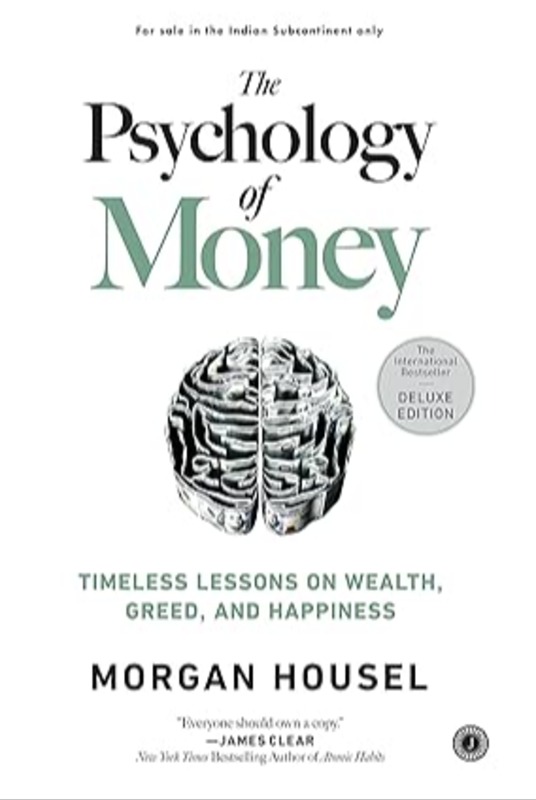 For sale in the Indian Subcontinent only
The
Psychology
of
Money
The
International
Bestseller
DELUXE
EDITION
TIMELESS LESSONS ON WEALTH,
GREED, AND HAPPINESS
MORGAN HOUSEL
"Everyone should own a copy."
—JAMES CLEAR
New York Times Bestselling Author of Atomic Habits
J